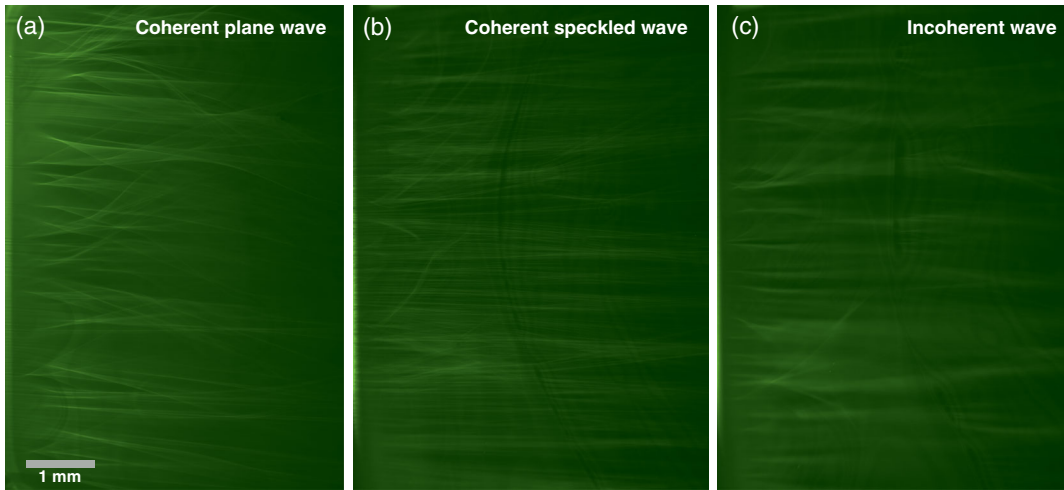 (a) Coherent plane wave
(b) Coherent speckled wave
(c) Incoherent wave
1 mm